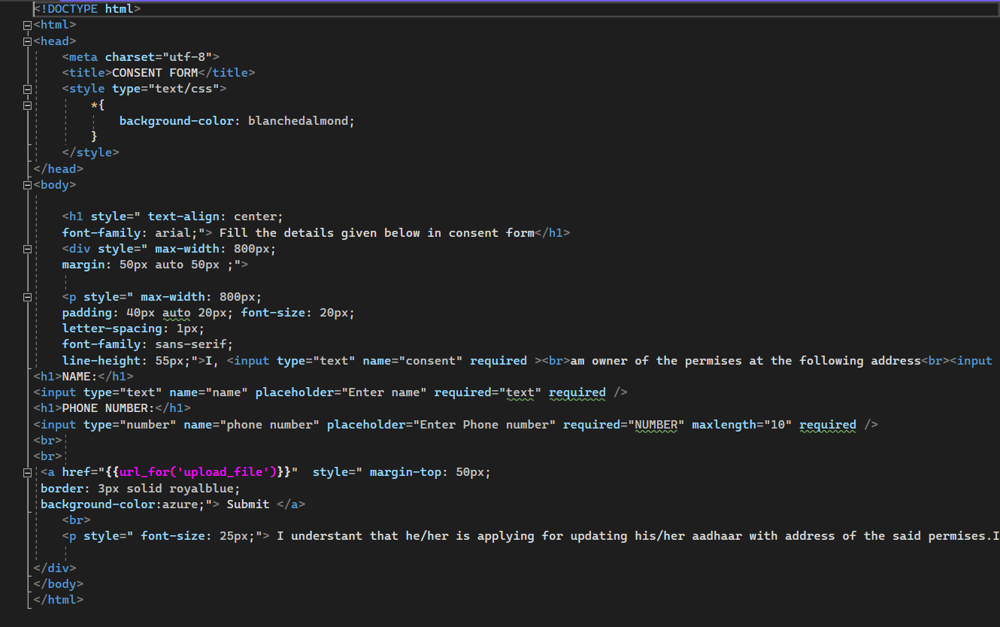 <!DOCTYPE html>
<html>
<head>
    <meta charset="utf-8">
    <title>CONSENT FORM</title>
    <style type="text/css">
        *{
            background-color: blanchedalmond;
        }
    </style>
</head>
<body>
    <h1 style=" text-align: center;
    font-family: arial;"> Fill the details given below in consent form</h1>
    <div style=" max-width: 800px;
    margin: 50px auto 50px ;">
    <p style=" max-width: 800px;
    padding: 40px auto 20px; font-size: 20px;
    letter-spacing: 1px;
    font-family: sans-serif;
    line-height: 55px;">I, <input type="text" name="consent" required ><br>am owner of the permises at the following address<br><input
<h1>NAME:</h1>
<input type="text" name="name" placeholder="Enter name" required="text" required />
<h1>PHONE NUMBER:</h1>
<input type="number" name="phone number" placeholder="Enter Phone number" required="NUMBER" maxlength="10" required />
<br>
<br>
 <a href="{{url_for('upload_file')}}"  style=" margin-top: 50px;
 border: 3px solid royalblue;
 background-color:azure;"> Submit </a>
    <br>
    <p style=" font-size: 25px;"> I understant that he/her is applying for updating his/her aadhaar with address of the said permises.I
</div>
</body>
</html>